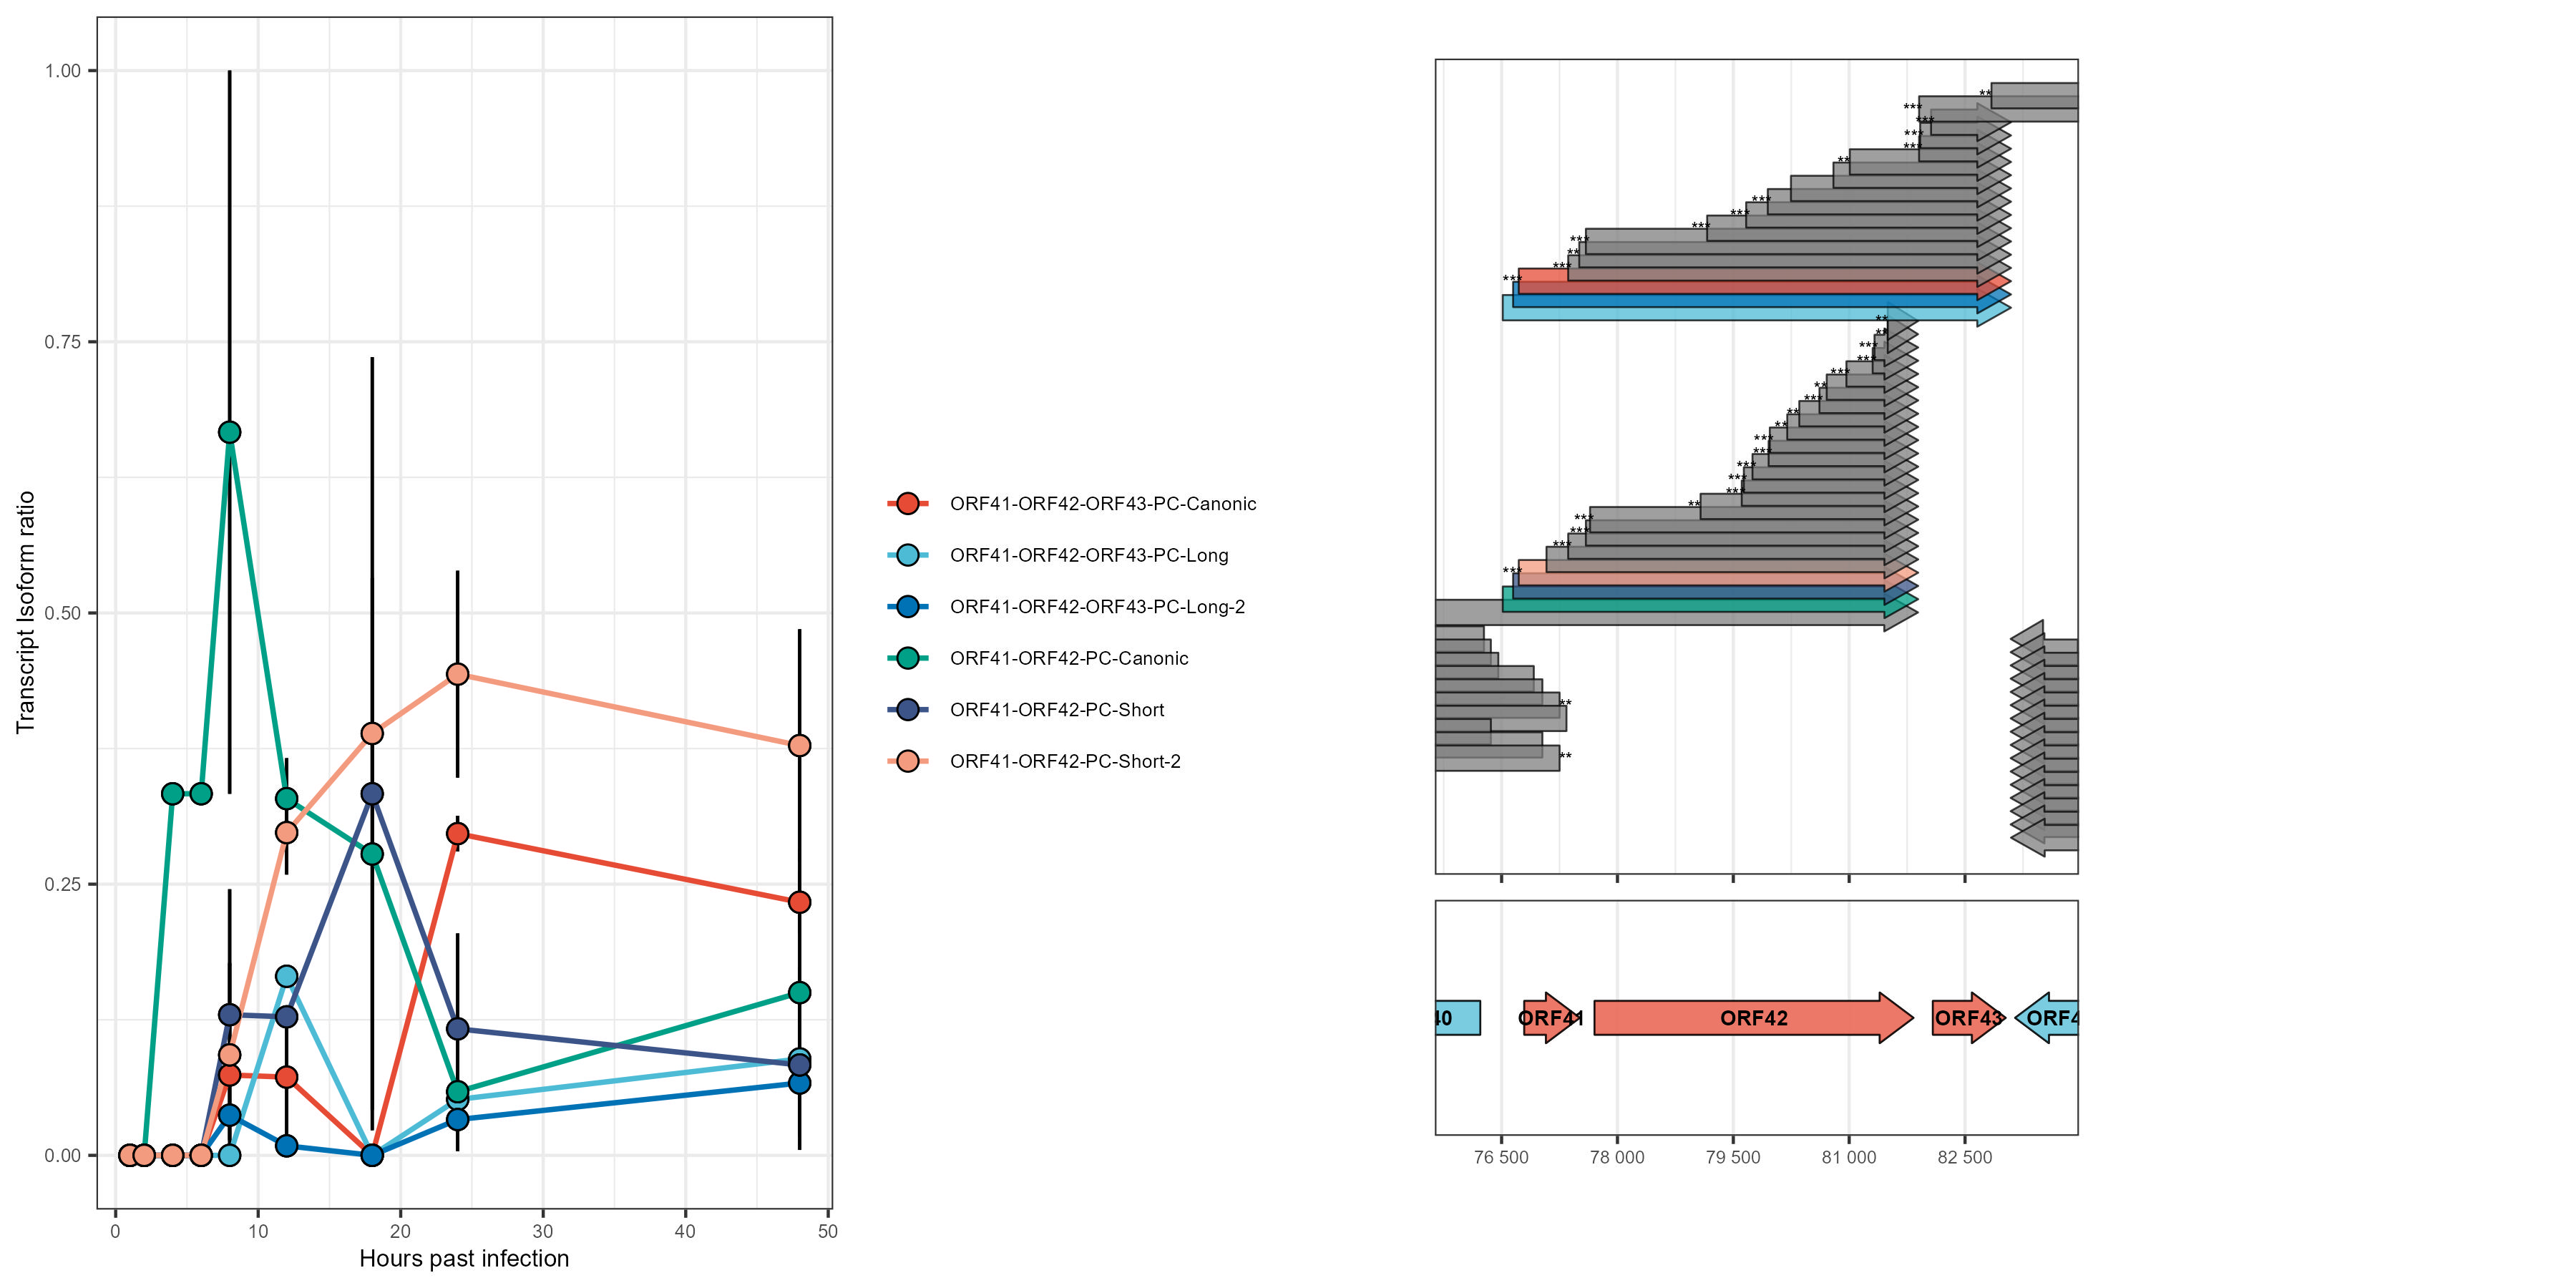 1.00
0.75
0.50
0.25
0.00
Transcript Isoform ratio
0
10
20
30
40
50
Hours past infection
ORF41-ORF42-ORF43-PC-Canonic
ORF41-ORF42-ORF43-PC-Long
ORF41-ORF42-ORF43-PC-Long-2
ORF41-ORF42-PC-Canonic
ORF41-ORF42-PC-Short
ORF41-ORF42-PC-Short-2
40
ORF41
ORF42
ORF43
ORF4
76 500
78 000
79 500
81 000
82 500